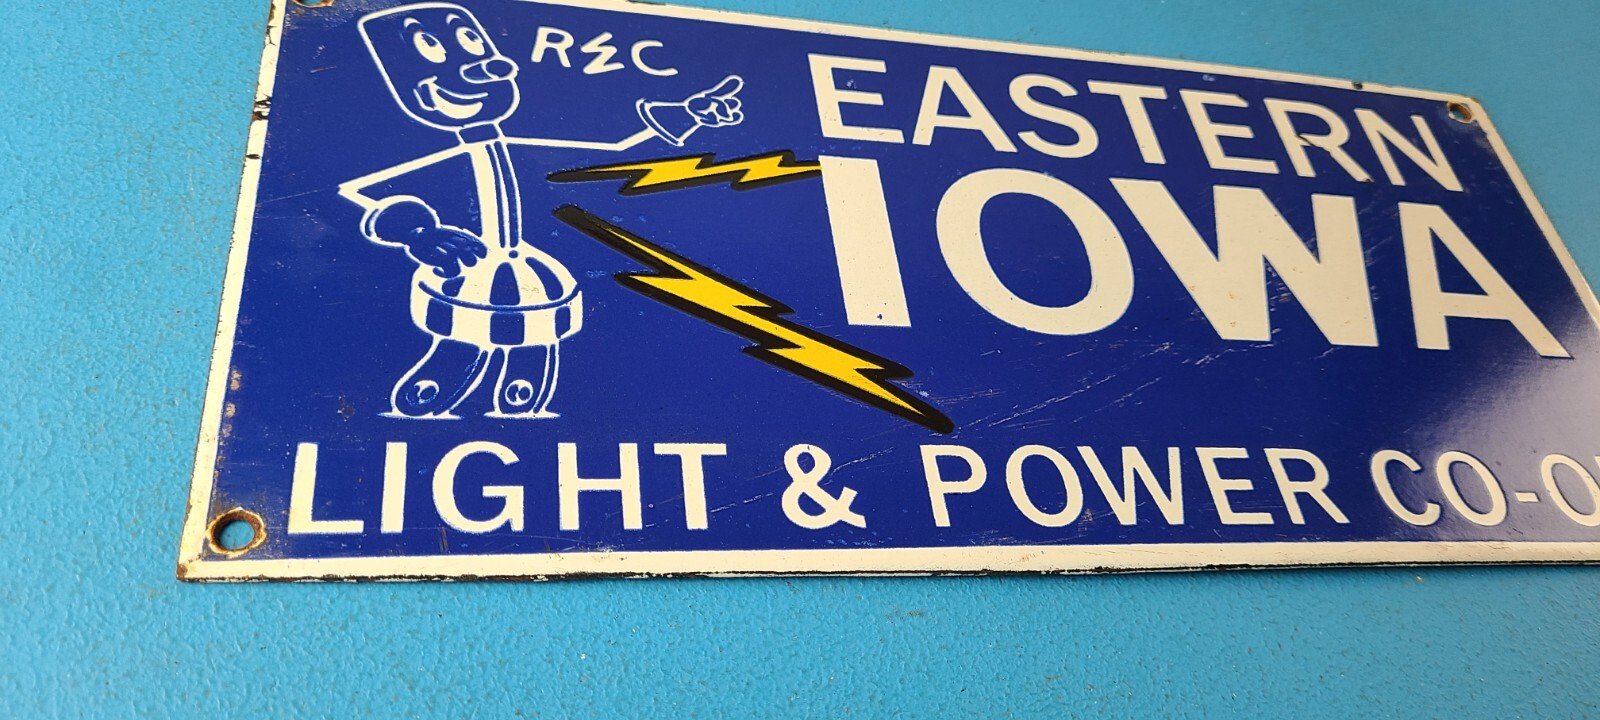 REC
EASTERN
IOWA
LIGHT & POWER CO-O